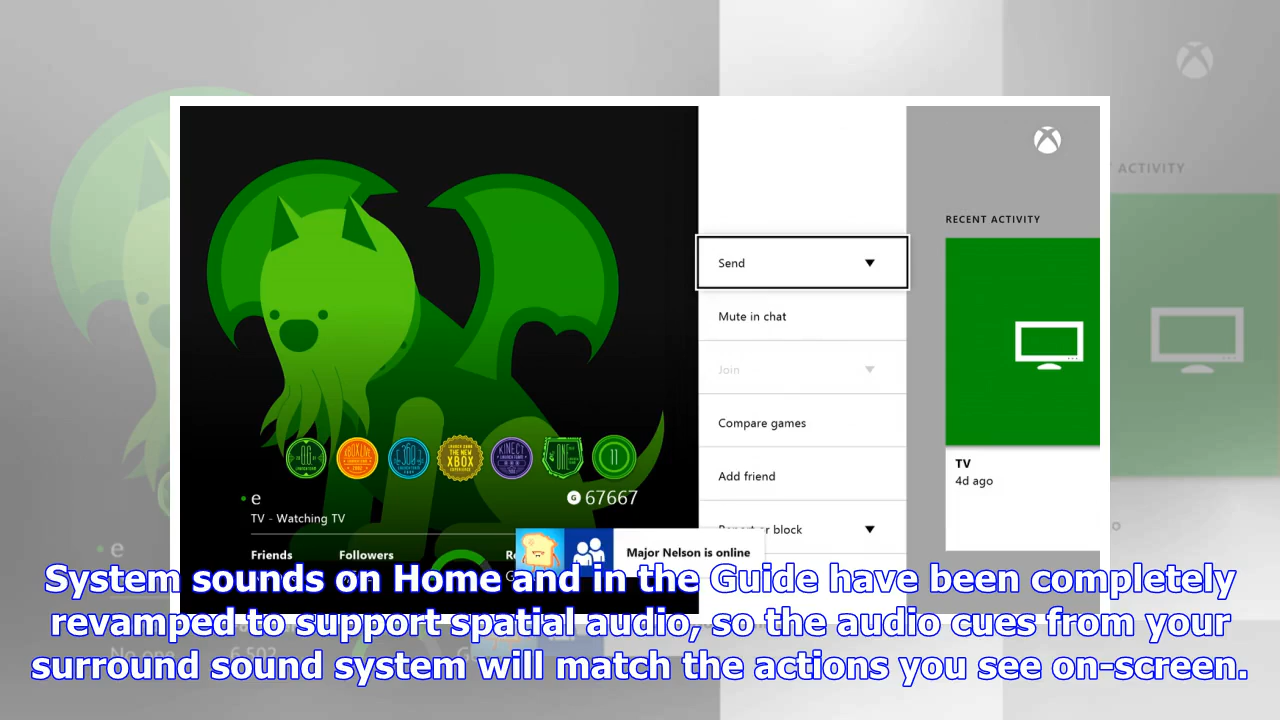 ACTIVITY
RECENT ACTIVITY
Send
Mute in chat
Join
Compare games
Add friend
TV
4d ago
block
11
e
67667
TV - Watching TV
Friends
Followers
Major Nelson is online
e
System sounds on Home and in the Guide have been completely
revamped to support spatial audio, so the audio cues from your
surround sound system will match the actions you see on-screen.